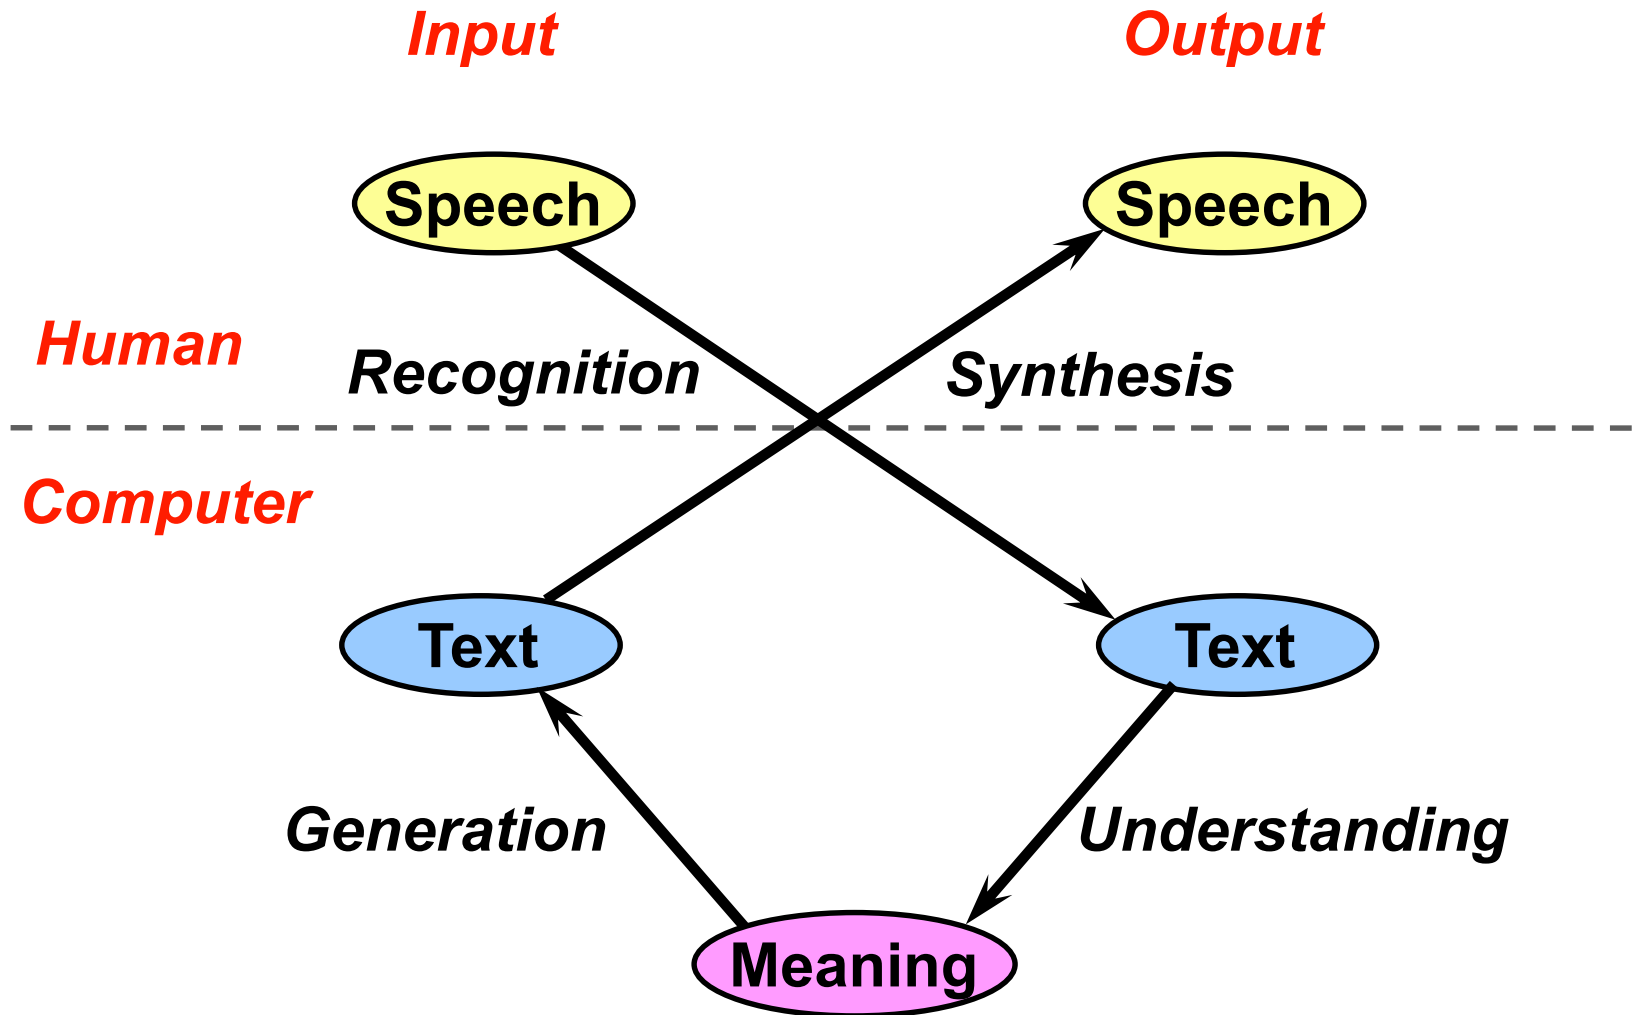 Input Output
Speech Speech
Human
Recognition Synthesis
Computer
Text Text
Generation Understanding
Meaning